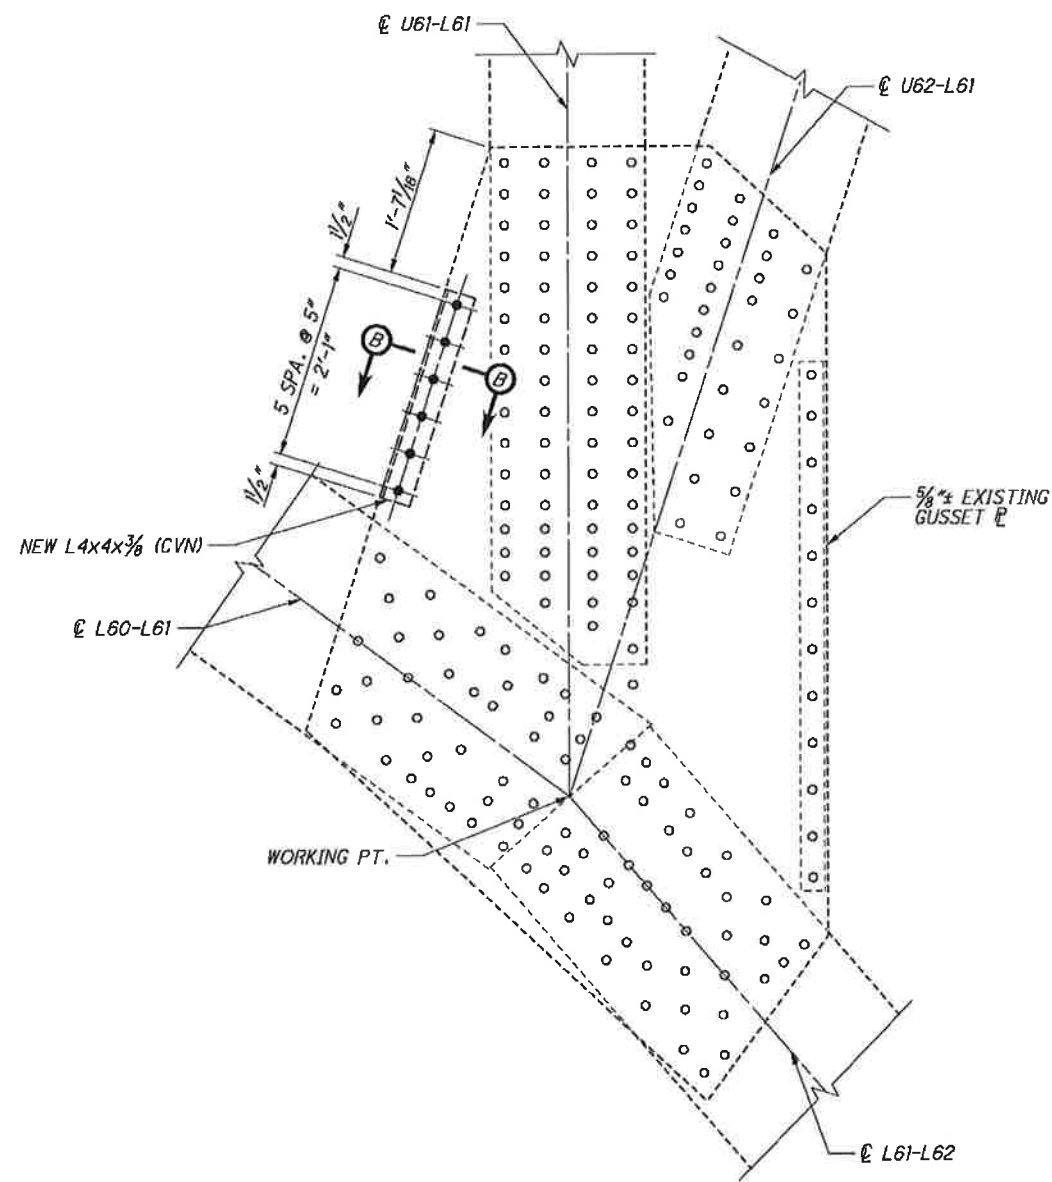 ℄ U61-L61
℄ U62-L61
1'-7 1/16"
1 1/2"
5 SPA. @ 5"
= 2'-1"
1 1/2"
B
B
NEW L4x4x3/8 (CVN)
5/8"± EXISTING
GUSSET ℙL
℄ L60-L61
WORKING PT.
℄ L61-L62